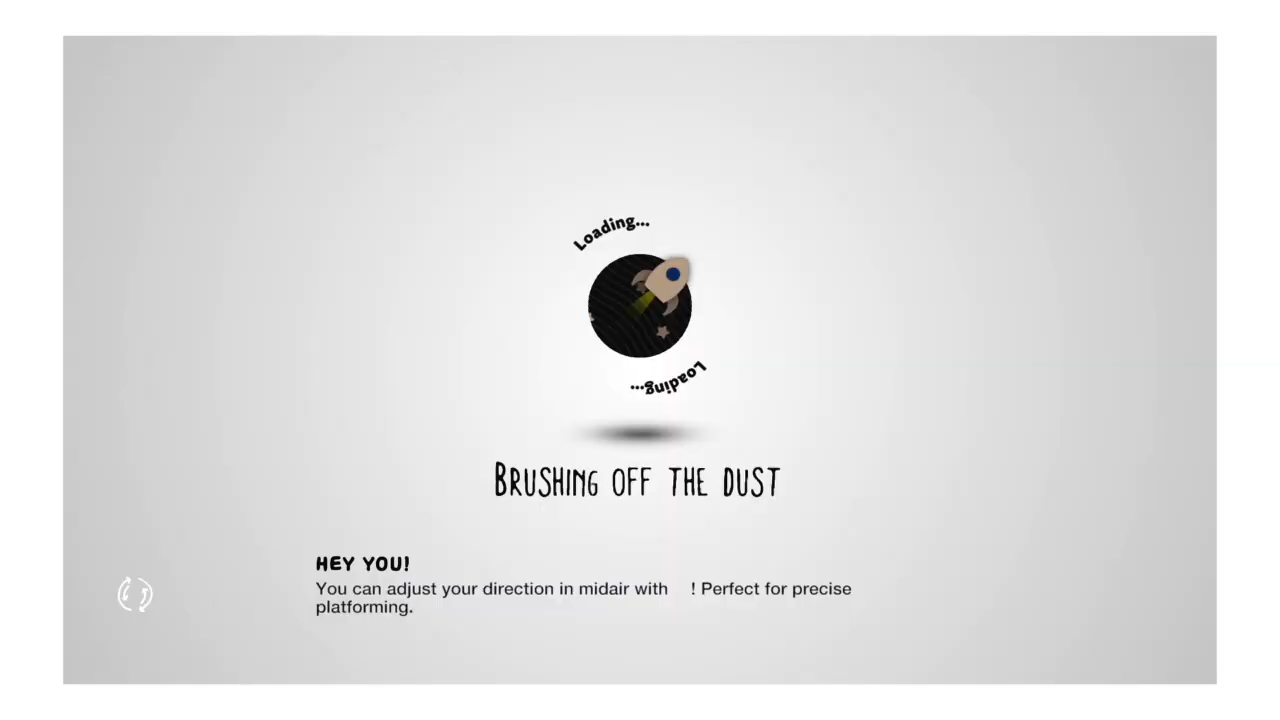 Loading...
Loading...
BRUSHING OFF THE DUST
HEY YOU!
You can adjust your direction in midair with ! Perfect for precise
platforming.